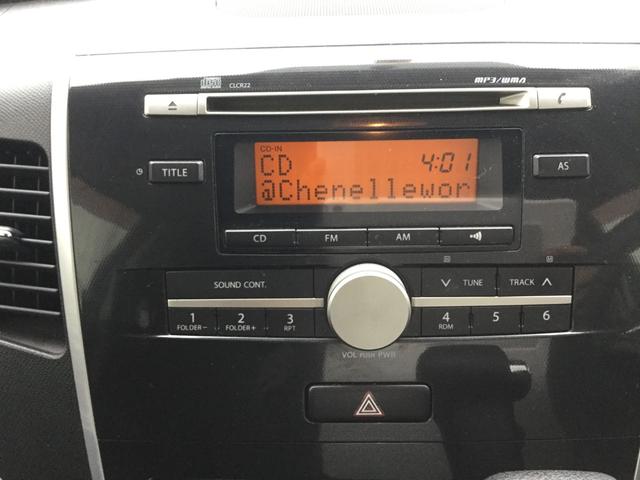 CLCR22
MP3/WMA
CD-IN
CD 4:01
@Chenellewor
TITLE
AS
CD FM AM
SOUND CONT.
TUNE TRACK
1 2 3 4 5 6
FOLDER- FOLDER+ RPT RDM
VOL PUSH PWR